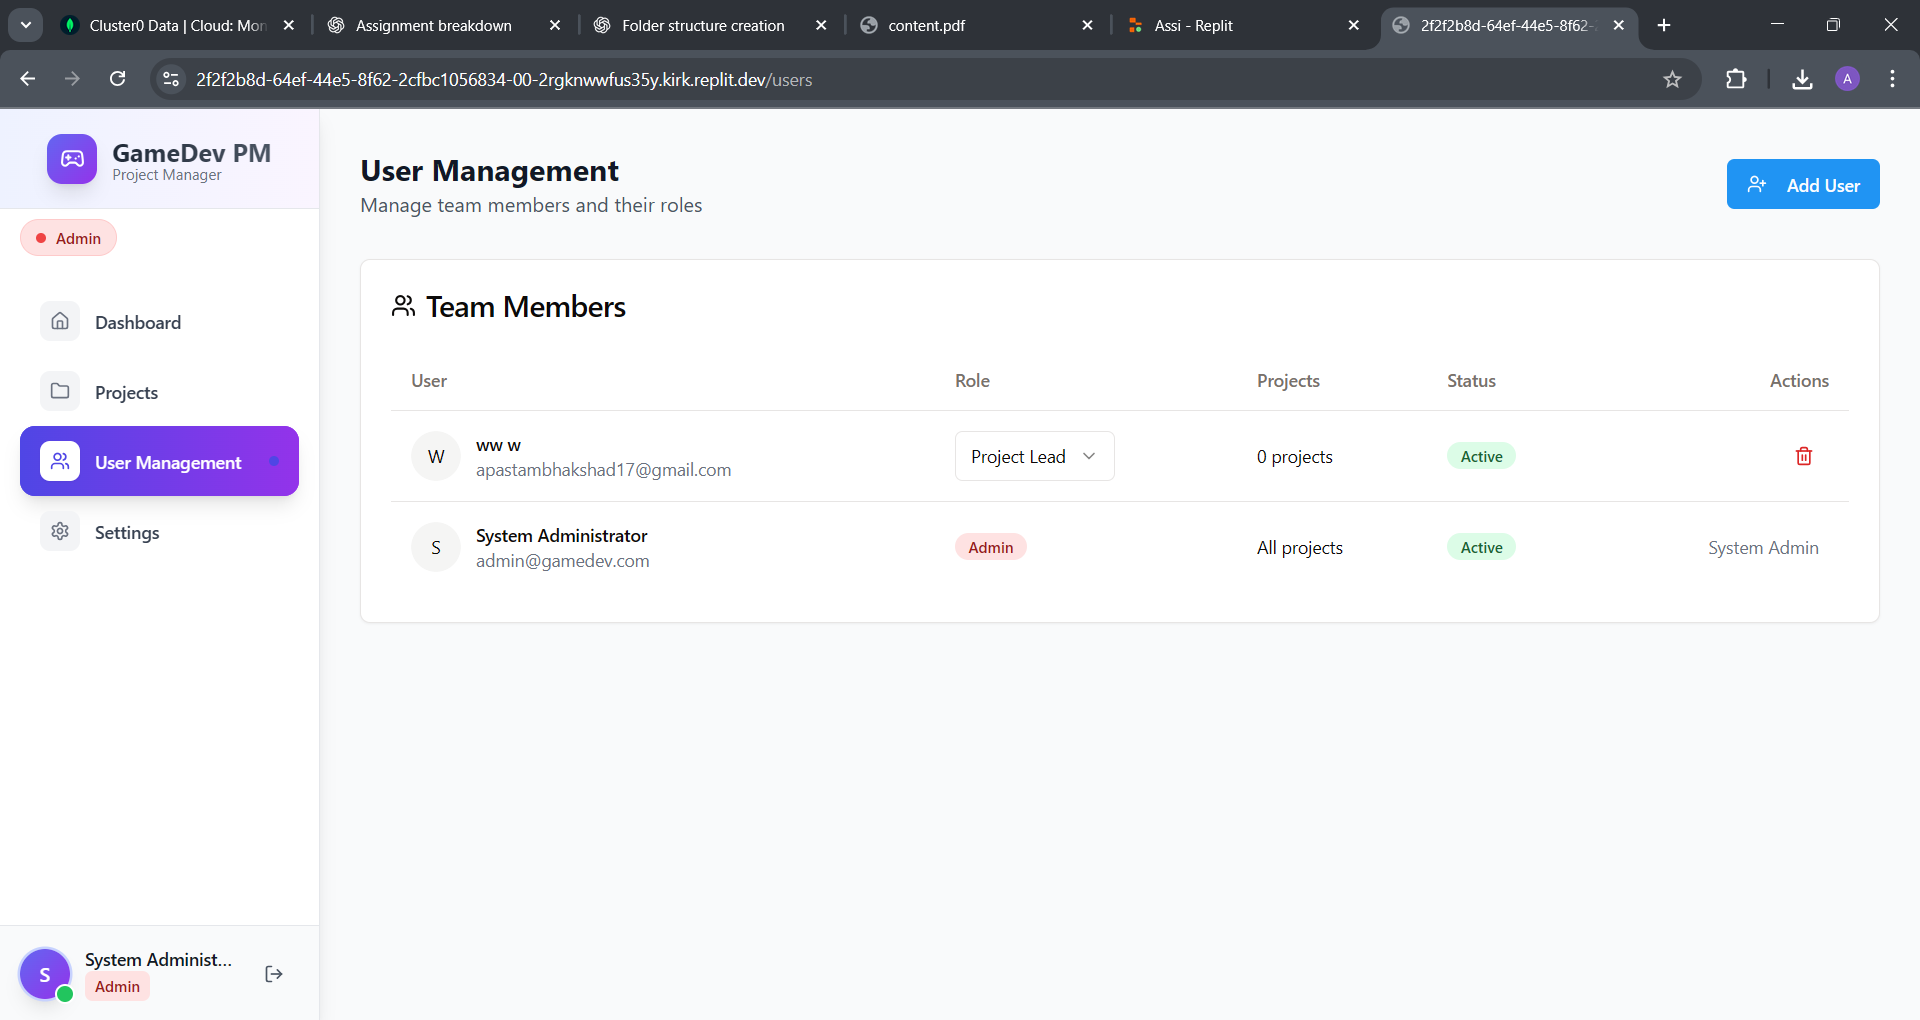 Cluster0 Data | Cloud: Mon
Assignment breakdown
Folder structure creation
content.pdf
Assi - Replit
2f2f2b8d-64ef-44e5-8f62-
2f2f2b8d-64ef-44e5-8f62-2cfbc1056834-00-2rgknwwfus35y.kirk.replit.dev/users
A
GameDev PM
Project Manager
Admin
Dashboard
Projects
User Management
Settings
System Administ...
S
Admin
User Management
Manage team members and their roles
Add User
Team Members
User Role Projects Status Actions
W
ww w
apastambhakshad17@gmail.com
Project Lead
0 projects
Active
S
System Administrator
admin@gamedev.com
Admin
All projects
Active
System Admin